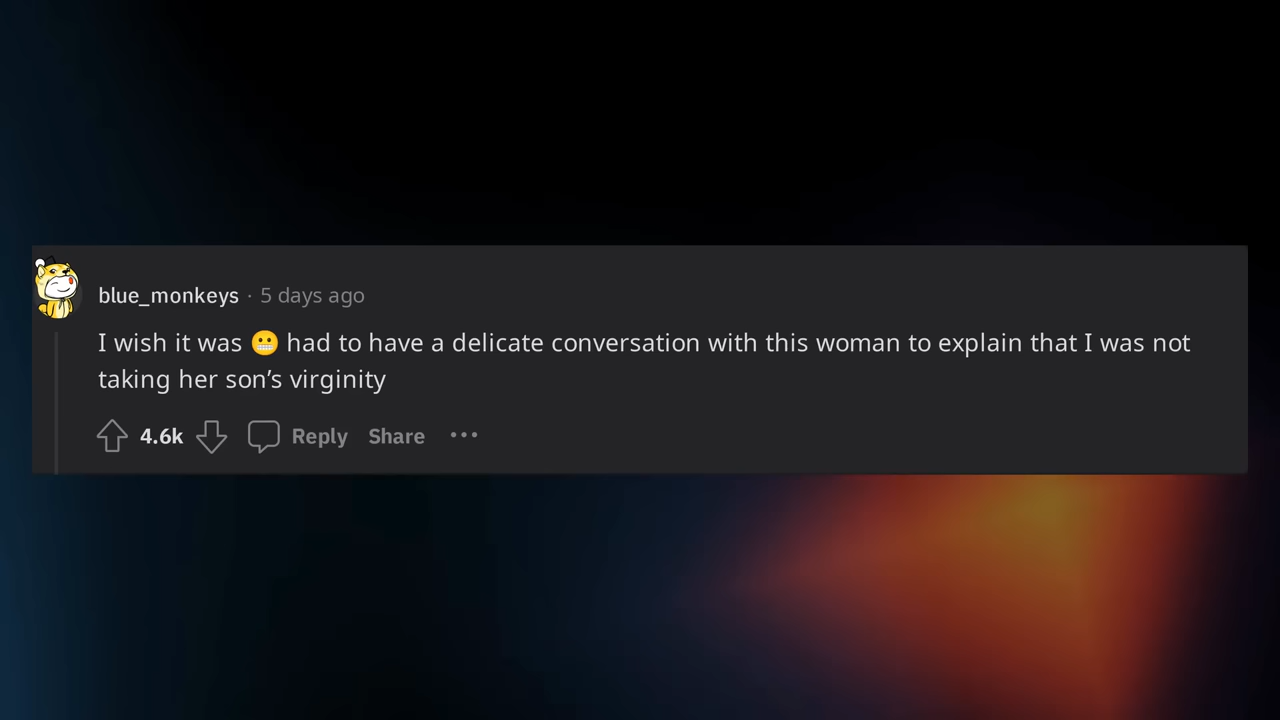 blue_monkeys · 5 days ago
I wish it was 😬 had to have a delicate conversation with this woman to explain that I was not
taking her son’s virginity
4.6k Reply Share •••